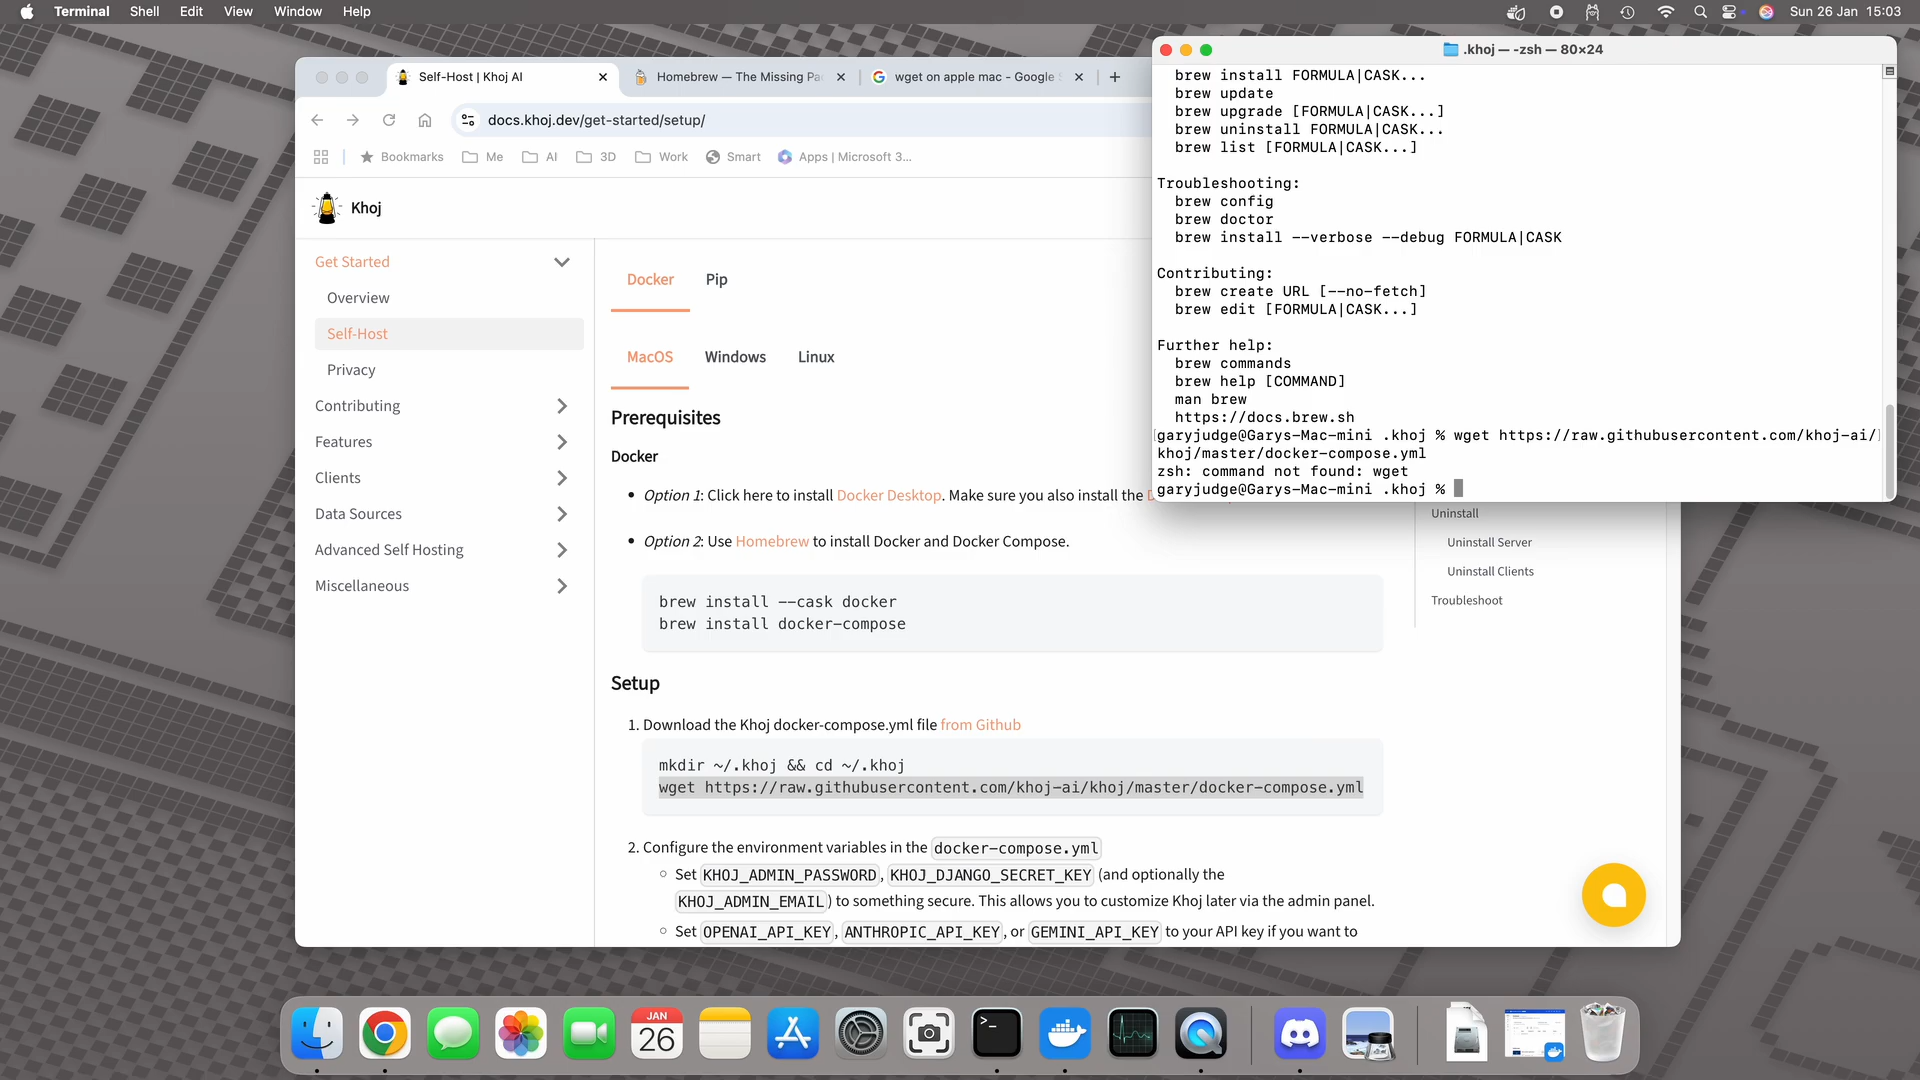 Terminal Shell Edit View Window Help
Sun 26 Jan 15:03
Self-Host | Khoj AI
Homebrew — The Missing Pa
wget on apple mac - Google S
docs.khoj.dev/get-started/setup/
Bookmarks Me AI 3D Work Smart Apps | Microsoft 3...
Khoj
Get Started
Overview
Self-Host
Privacy
Contributing
Features
Clients
Data Sources
Advanced Self Hosting
Miscellaneous
Docker Pip
MacOS Windows Linux
Prerequisites
Docker
Option 1: Click here to install Docker Desktop. Make sure you also install the
Option 2: Use Homebrew to install Docker and Docker Compose.
brew install --cask docker
brew install docker-compose
Setup
1. Download the Khoj docker-compose.yml file from Github
mkdir ~/.khoj && cd ~/.khoj
wget https://raw.githubusercontent.com/khoj-ai/khoj/master/docker-compose.yml
2. Configure the environment variables in the docker-compose.yml
Set KHOJ_ADMIN_PASSWORD, KHOJ_DJANGO_SECRET_KEY (and optionally the
KHOJ_ADMIN_EMAIL) to something secure. This allows you to customize Khoj later via the admin panel.
Set OPENAI_API_KEY, ANTHROPIC_API_KEY, or GEMINI_API_KEY to your API key if you want to
Uninstall
Uninstall Server
Uninstall Clients
Troubleshoot
.khoj — -zsh — 80×24
brew install FORMULA|CASK...
brew update
brew upgrade [FORMULA|CASK...]
brew uninstall FORMULA|CASK...
brew list [FORMULA|CASK...]
Troubleshooting:
brew config
brew doctor
brew install --verbose --debug FORMULA|CASK
Contributing:
brew create URL [--no-fetch]
brew edit [FORMULA|CASK...]
Further help:
brew commands
brew help [COMMAND]
man brew
https://docs.brew.sh
[garyjudge@Garys-Mac-mini .khoj % wget https://raw.githubusercontent.com/khoj-ai/]
khoj/master/docker-compose.yml
zsh: command not found: wget
garyjudge@Garys-Mac-mini .khoj %
JAN
26